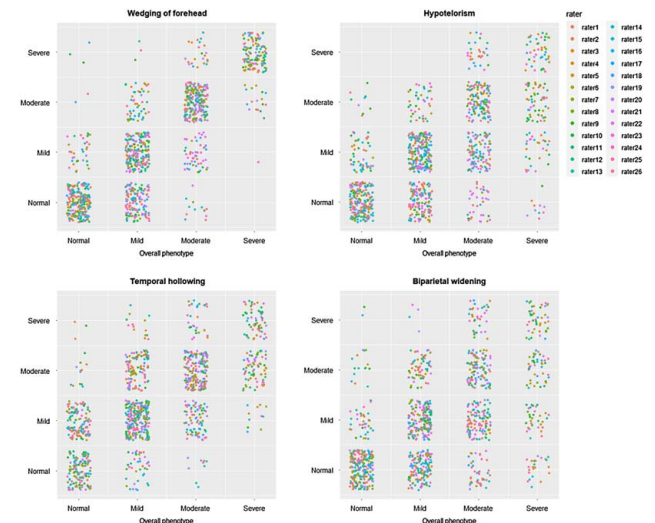 Wedging of forehead
Severe
Moderate
Mild
Normal
Normal Mild Moderate Severe
Overall phenotype
Hypotelorism
Severe
Moderate
Mild
Normal
Normal Mild Moderate Severe
Overall phenotype
rater
rater1 rater14
rater2 rater15
rater3 rater16
rater4 rater17
rater5 rater18
rater6 rater19
rater7 rater20
rater8 rater21
rater9 rater22
rater10 rater23
rater11 rater24
rater12 rater25
rater13 rater26
Temporal hollowing
Severe
Moderate
Mild
Normal
Normal Mild Moderate Severe
Overall phenotype
Biparietal widening
Severe
Moderate
Mild
Normal
Normal Mild Moderate Severe
Overall phenotype